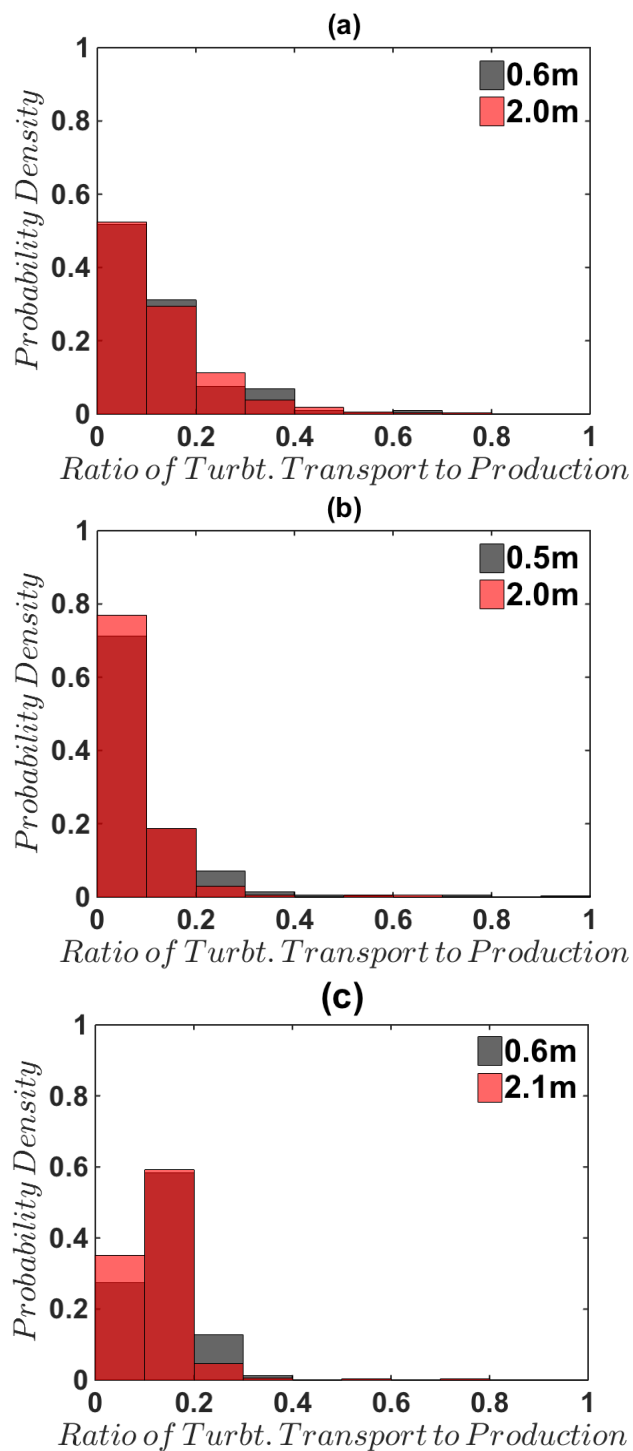 (a)
1
0.8
0.6
0.4
0.2
0
Probability Density
0.6m
2.0m
0 0.2 0.4 0.6 0.8 1
Ratio of Turbt. Transport to Production
(b)
1
0.8
0.6
0.4
0.2
0
Probability Density
0.5m
2.0m
0 0.2 0.4 0.6 0.8 1
Ratio of Turbt. Transport to Production
(c)
1
0.8
0.6
0.4
0.2
0
Probability Density
0.6m
2.1m
0 0.2 0.4 0.6 0.8 1
Ratio of Turbt. Transport to Production